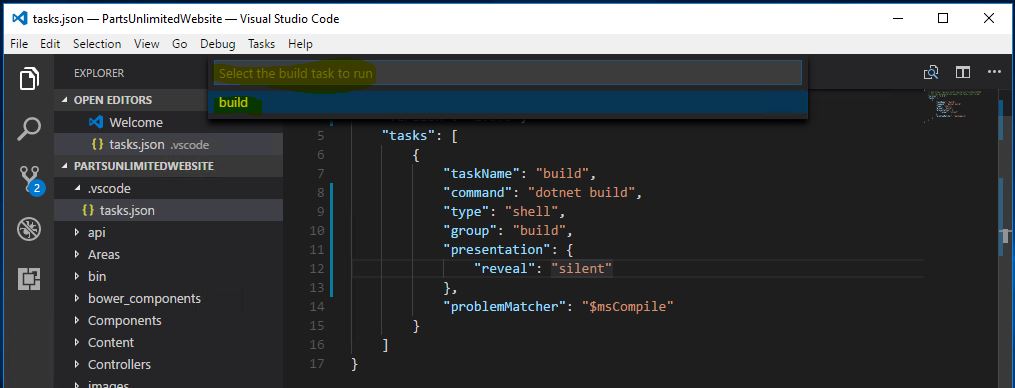 tasks.json — PartsUnlimitedWebsite — Visual Studio Code
File Edit Selection View Go Debug Tasks Help
EXPLORER
OPEN EDITORS
Welcome
{} tasks.json .vscode
PARTSUNLIMITEDWEBSITE
.vscode
{} tasks.json
api
Areas
bin
bower_components
Components
Content
Controllers
images
2
Select the build task to run
build
5 "tasks": [
6 {
7 "taskName": "build",
8 "command": "dotnet build",
9 "type": "shell",
10 "group": "build",
11 "presentation": {
12 "reveal": "silent"
13 },
14 "problemMatcher": "$msCompile"
15 }
16 ]
17 }